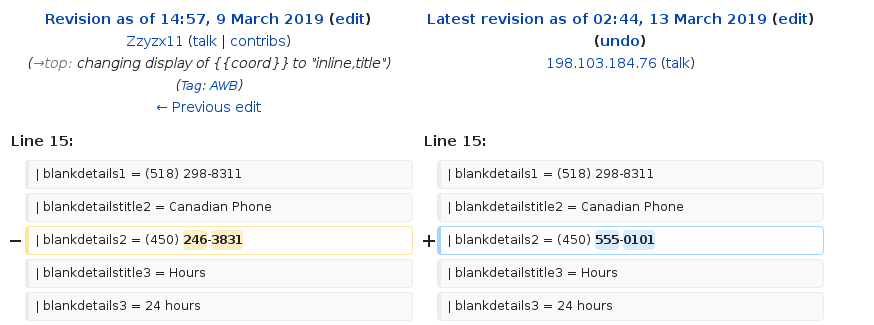 Revision as of 14:57, 9 March 2019 (edit)
Zzyzx11 (talk | contribs)
(→top: changing display of {{coord}} to "inline,title")
(Tag: AWB)
← Previous edit
Latest revision as of 02:44, 13 March 2019 (edit)
(undo)
198.103.184.76 (talk)
Line 15:
Line 15:
| blankdetails1 = (518) 298-8311
| blankdetails1 = (518) 298-8311
| blankdetailstitle2 = Canadian Phone
| blankdetailstitle2 = Canadian Phone
− | blankdetails2 = (450) 246-3831
+ | blankdetails2 = (450) 555-0101
| blankdetailstitle3 = Hours
| blankdetailstitle3 = Hours
| blankdetails3 = 24 hours
| blankdetails3 = 24 hours